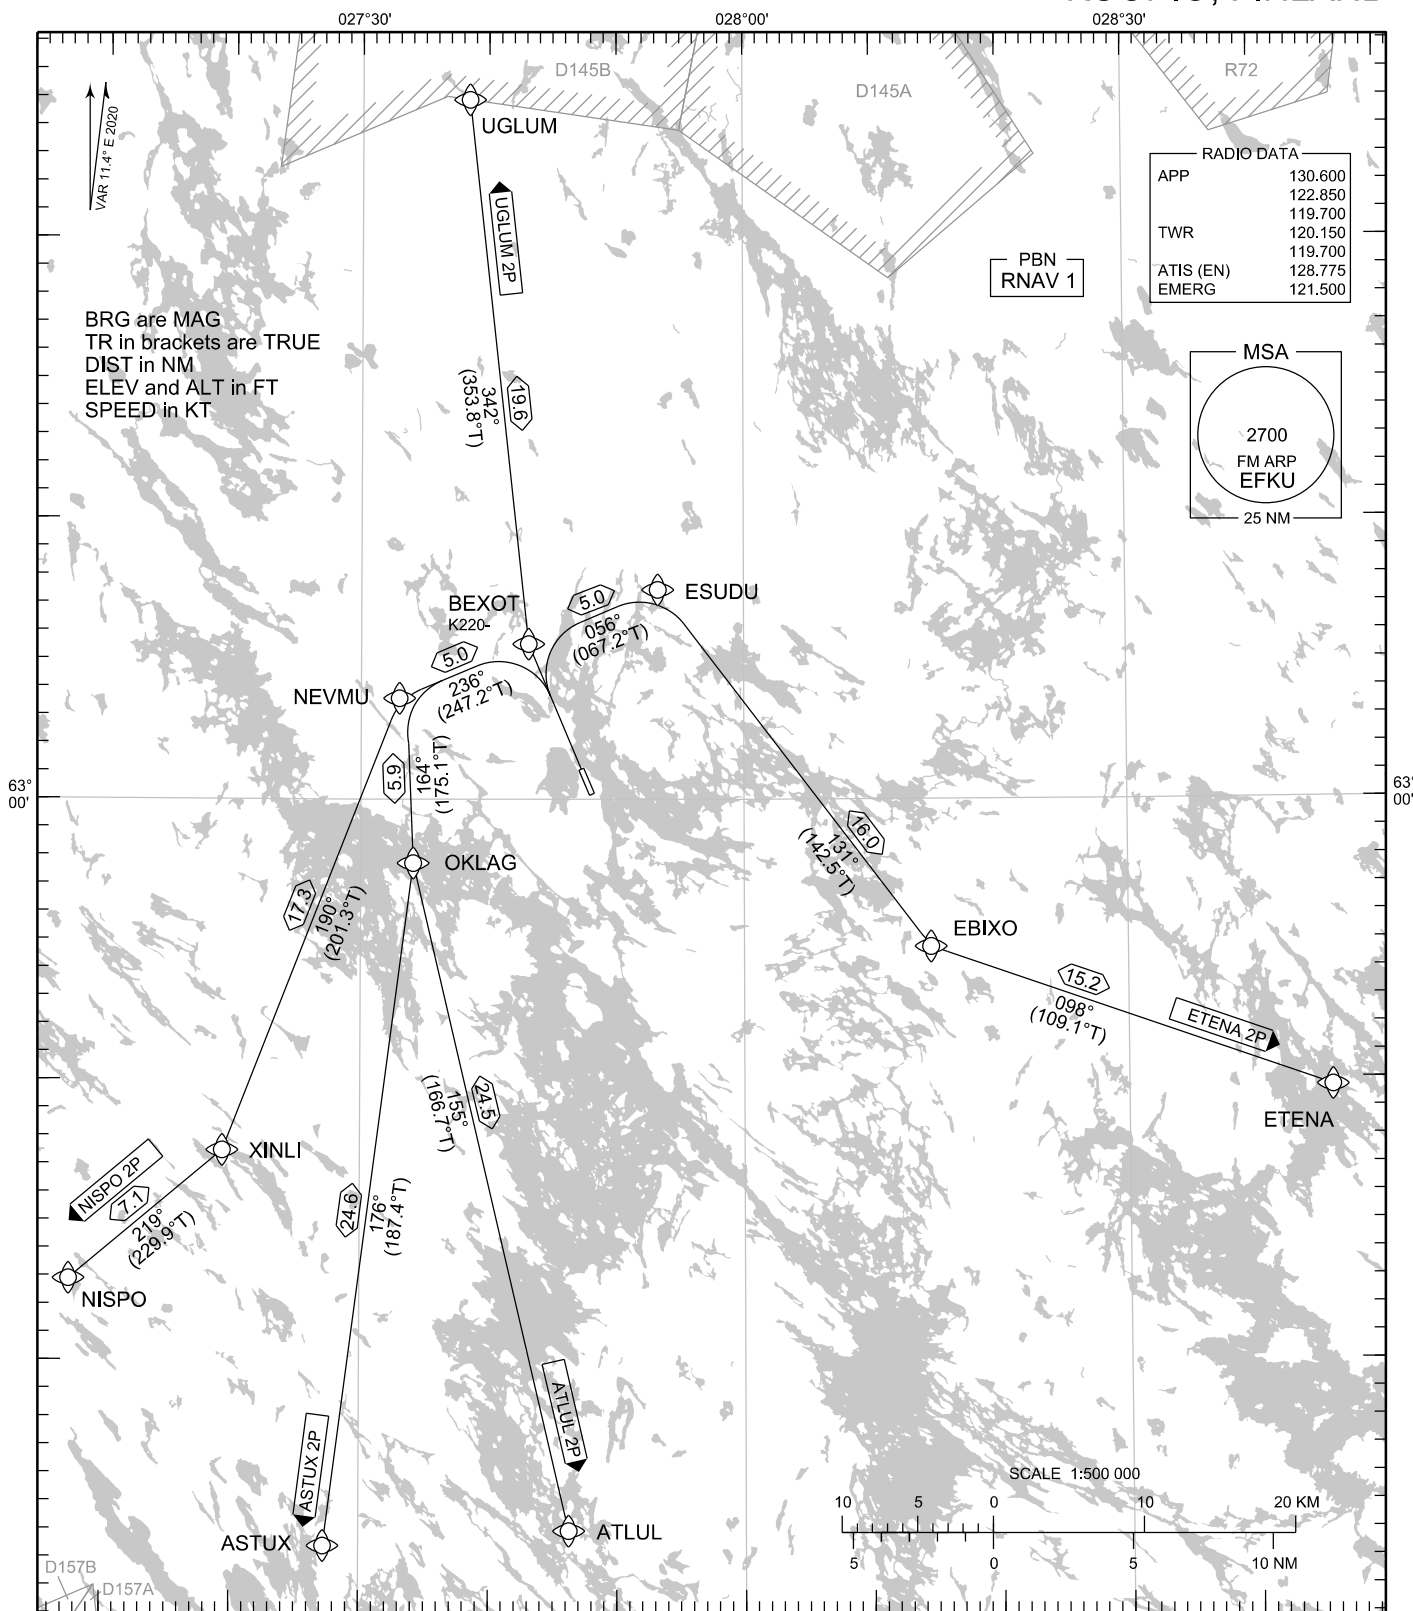 027°30'
028°00'
028°30'
D145B
D145A
R72
UGLUM
VAR 11.4° E 2020
RADIO DATA
APP 130.600
122.850
119.700
TWR 120.150
119.700
ATIS (EN) 128.775
EMERG 121.500
UGLUM 2P
PBN
RNAV 1
BRG are MAG
TR in brackets are TRUE
DIST in NM
ELEV and ALT in FT
SPEED in KT
MSA
2700
FM ARP
EFKU
25 NM
19.6
342°
(353.8°T)
BEXOT
K220-
ESUDU
5.0
056°
(067.2°T)
5.0
236°
(247.2°T)
NEVMU
5.9
164°
(175.1°T)
63°
00'
63°
00'
OKLAG
16.0
131°
(142.5°T)
17.3
190°
(201.3°T)
EBIXO
15.2
098°
(109.1°T)
ETENA 2P
ETENA
24.5
155°
(166.7°T)
XINLI
NISPO 2P
7.1
219°
(229.9°T)
NISPO
24.6
176°
(187.4°T)
ATLUL 2P
ASTUX 2P
ASTUX
ATLUL
SCALE 1:500 000
10 5 0 10 20 KM
5 0 5 10 NM
D157B
D157A